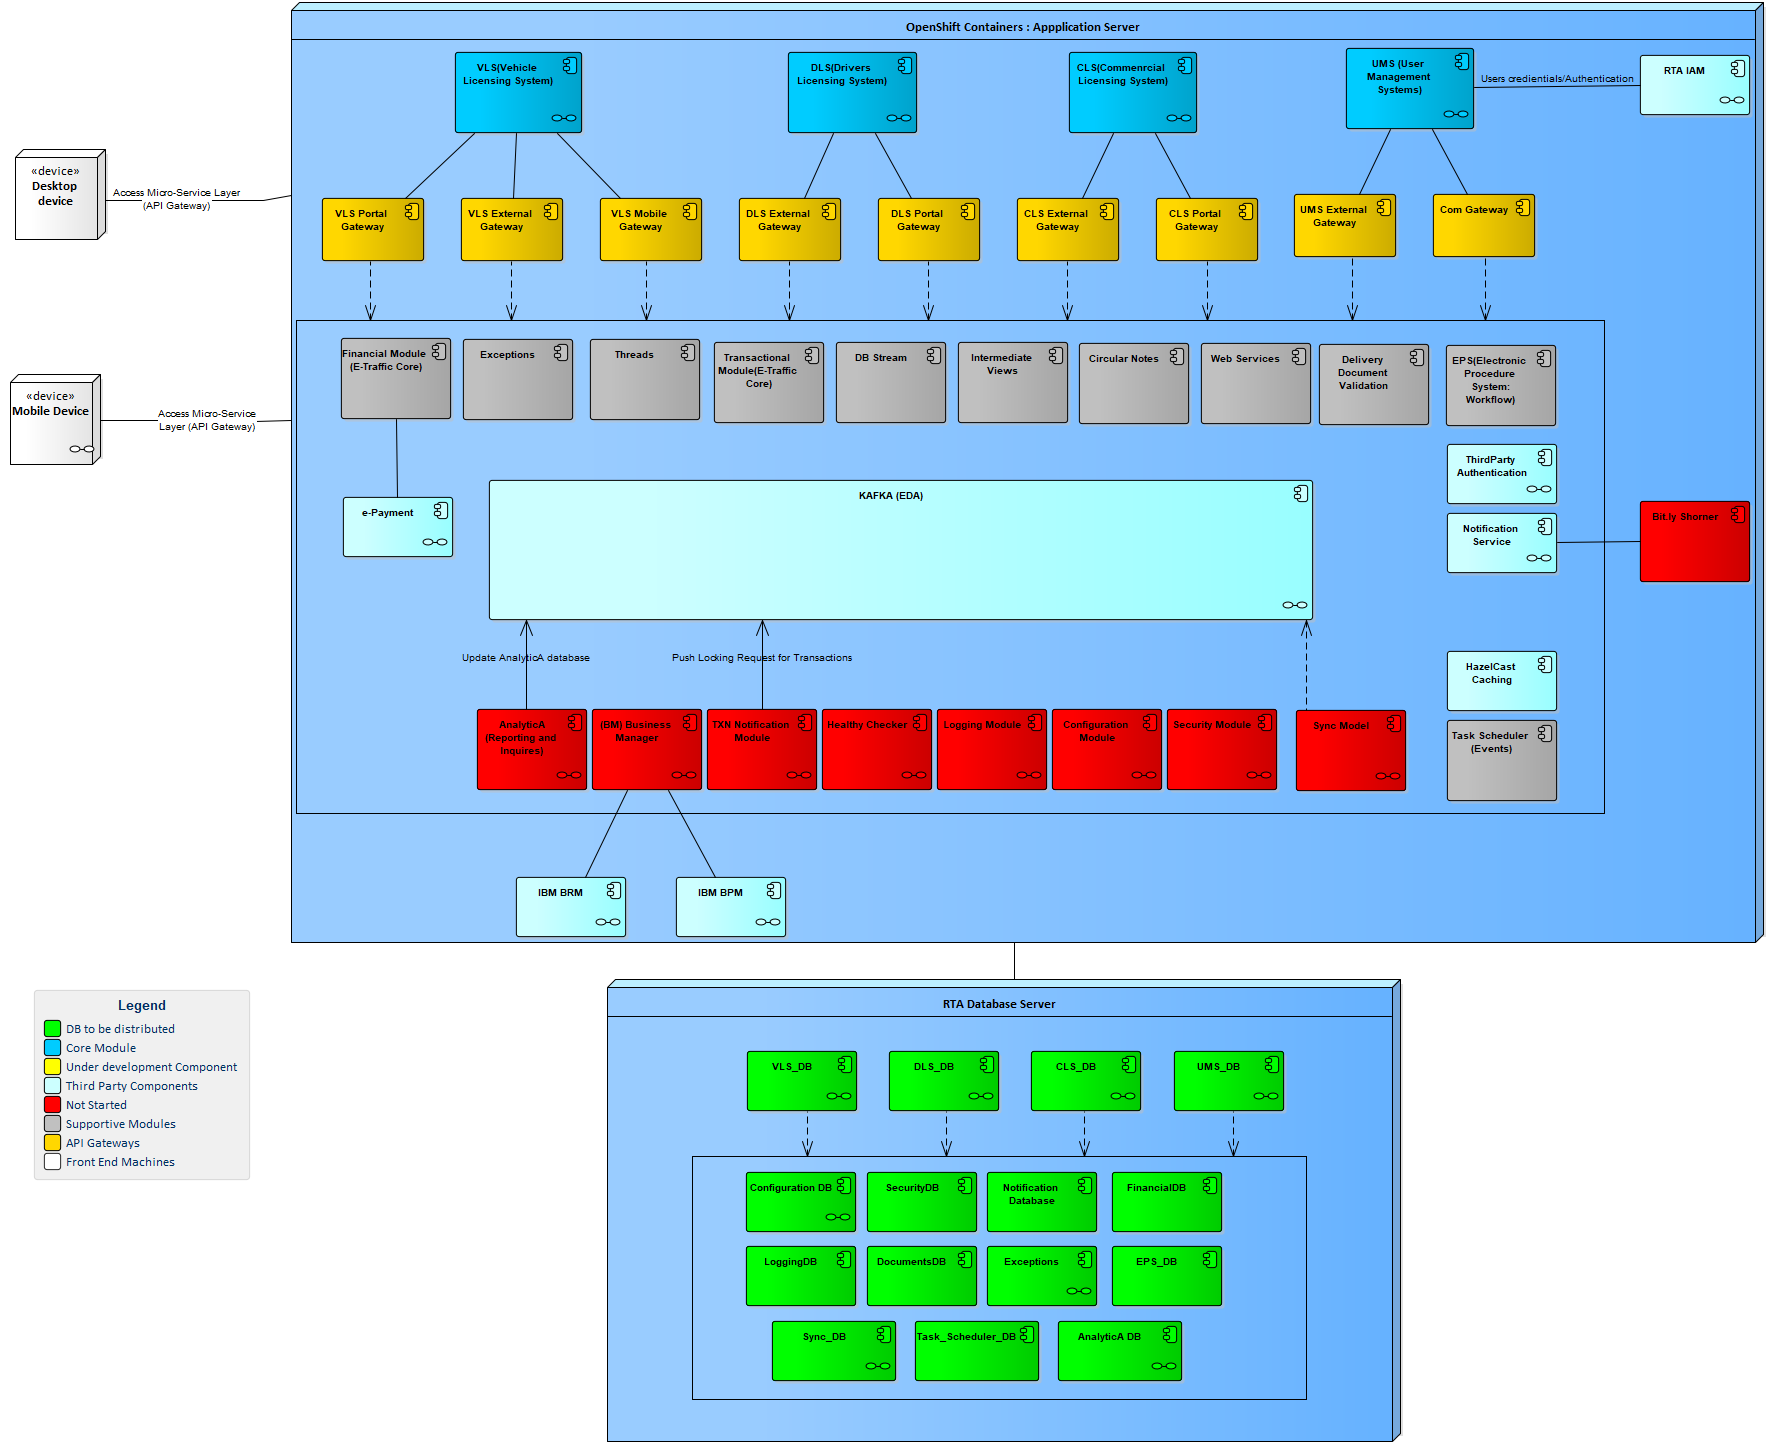 OpenShift Containers : Appplication Server
VLS(Vehicle
Licensing System)
DLS(Drivers
Licensing System)
CLS(Commenrcial
Licensing System)
UMS (User
Management
Systems)
Users credientials/Authentication
RTA IAM
«device»
Desktop
device
Access Micro-Service Layer
(API Gateway)
VLS Portal
Gateway
VLS External
Gateway
VLS Mobile
Gateway
DLS External
Gateway
DLS Portal
Gateway
CLS External
Gateway
CLS Portal
Gateway
UMS External
Gateway
Com Gateway
«device»
Mobile Device
Access Micro-Service
Layer (API Gateway)
Financial Module
(E-Traffic Core)
Exceptions
Threads
Transactional
Module(E-Traffic
Core)
DB Stream
Intermediate
Views
Circular Notes
Web Services
Delivery
Document
Validation
EPS(Electronic
Procedure
System:
Workflow)
ThirdParty
Authentication
e-Payment
KAFKA (EDA)
Notification
Service
Bit.ly Shorner
Update AnalyticA database
Push Locking Request for Transactions
HazelCast
Caching
AnalyticA
(Reporting and
Inquires)
(BM) Business
Manager
TXN Notification
Module
Healthy Checker
Logging Module
Configuration
Module
Security Module
Sync Model
Task Scheduler
(Events)
IBM BRM
IBM BPM
Legend
DB to be distributed
Core Module
Under development Component
Third Party Components
Not Started
Supportive Modules
API Gateways
Front End Machines
RTA Database Server
VLS_DB
DLS_DB
CLS_DB
UMS_DB
Configuration DB
SecurityDB
Notification
Database
FinancialDB
LoggingDB
DocumentsDB
Exceptions
EPS_DB
Sync_DB
Task_Scheduler_DB
AnalyticA DB